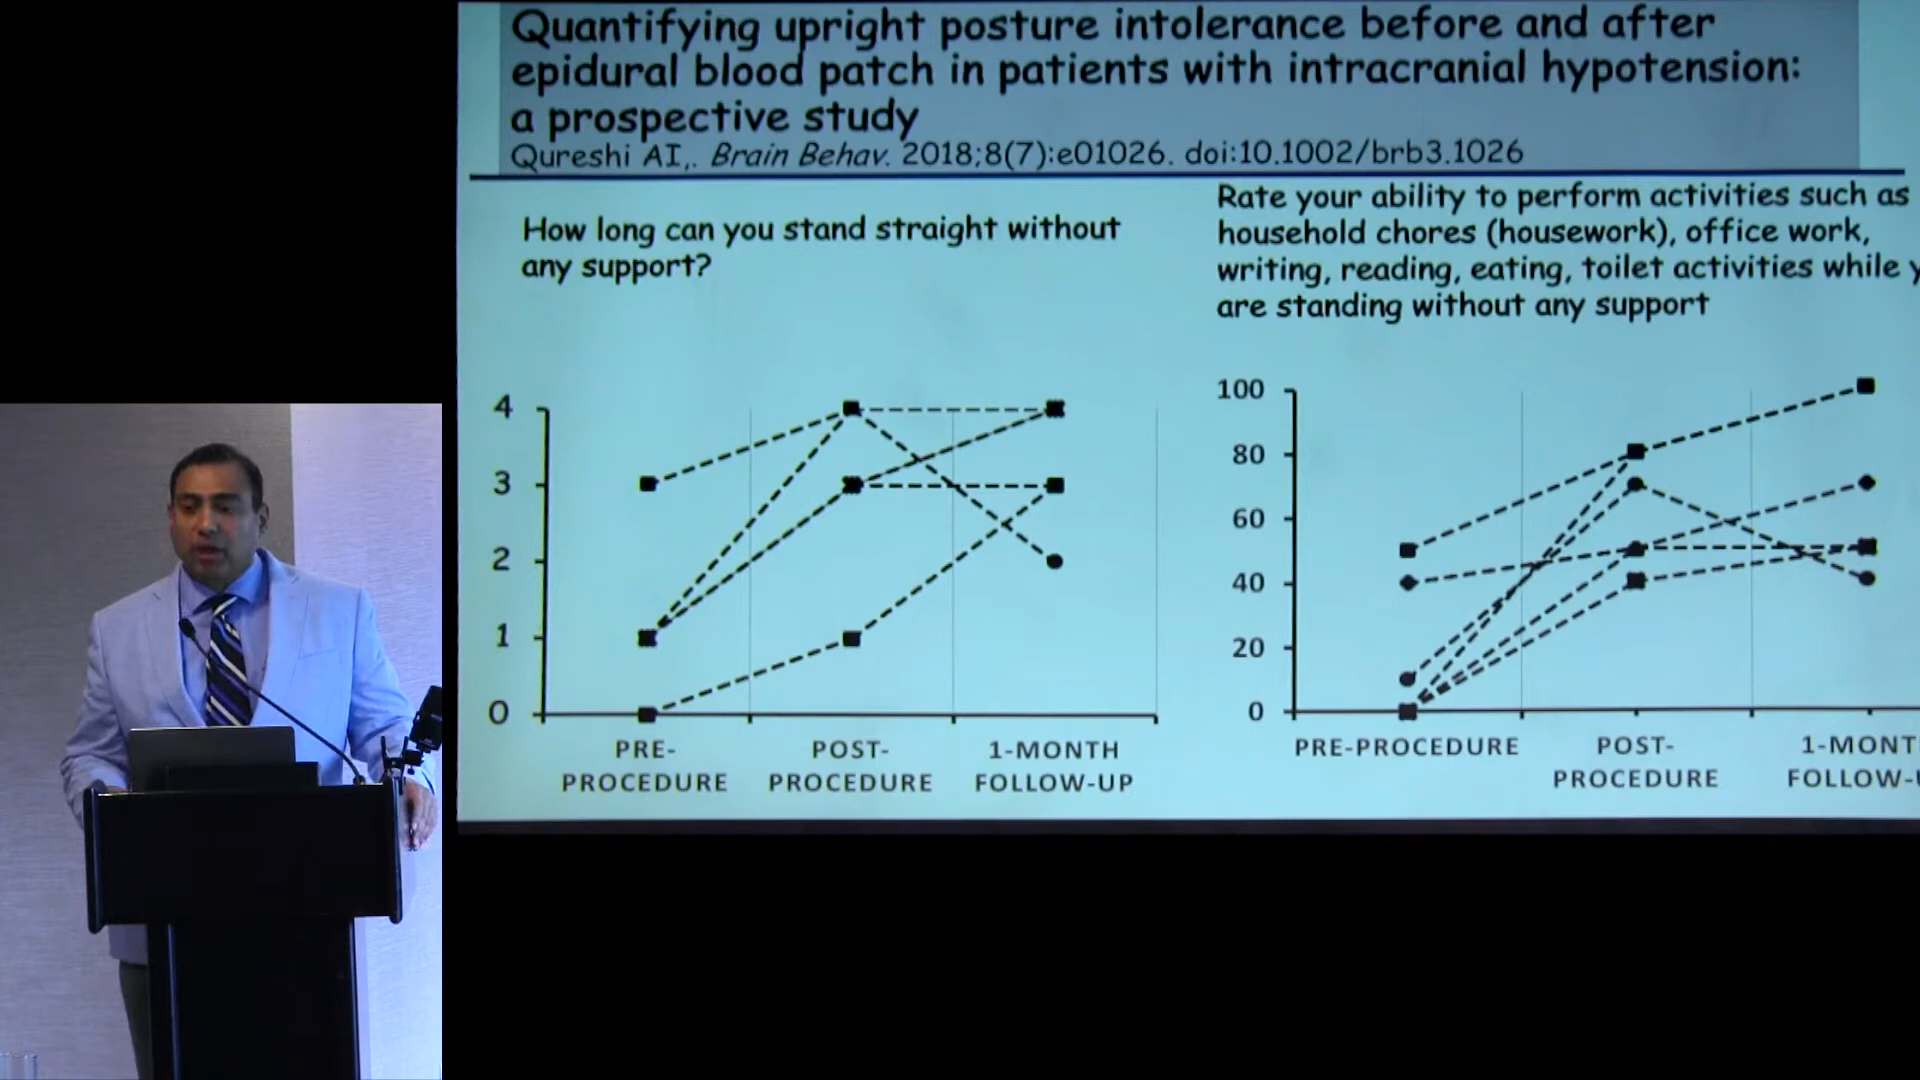 Quantifying upright posture intolerance before and after
epidural blood patch in patients with intracranial hypotension:
a prospective study
Qureshi AI,. Brain Behav. 2018;8(7):e01026. doi:10.1002/brb3.1026
How long can you stand straight without
any support?
4
3
2
1
0
PRE-
PROCEDURE
POST-
PROCEDURE
1-MONTH
FOLLOW-UP
Rate your ability to perform activities such as
household chores (housework), office work,
writing, reading, eating, toilet activities while y
are standing without any support
100
80
60
40
20
0
PRE-PROCEDURE
POST-
PROCEDURE
1-MONT
FOLLOW-U